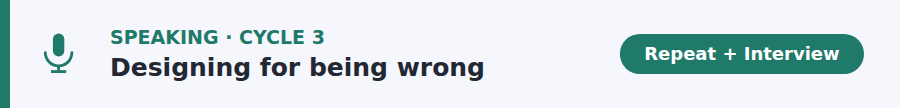 SPEAKING · CYCLE 3
Designing for being wrong
Repeat + Interview